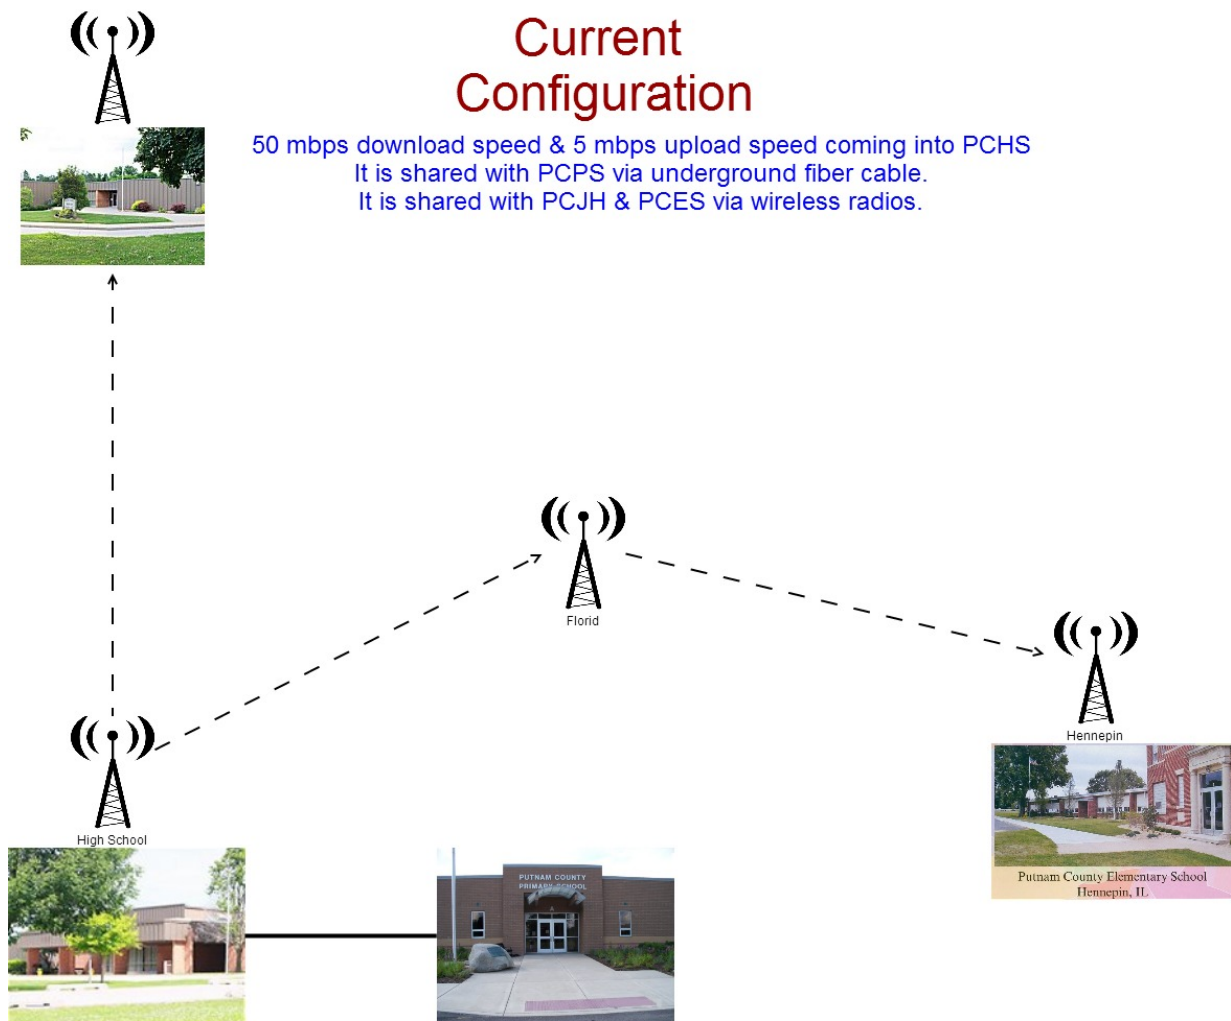 Current
Configuration
50 mbps download speed & 5 mbps upload speed coming into PCHS
It is shared with PCPS via underground fiber cable.
It is shared with PCJH & PCES via wireless radios.
Florid
Hennepin
High School
PUTNAM COUNTY
PRIMARY SCHOOL
Putnam County Elementary School
Hennepin, IL